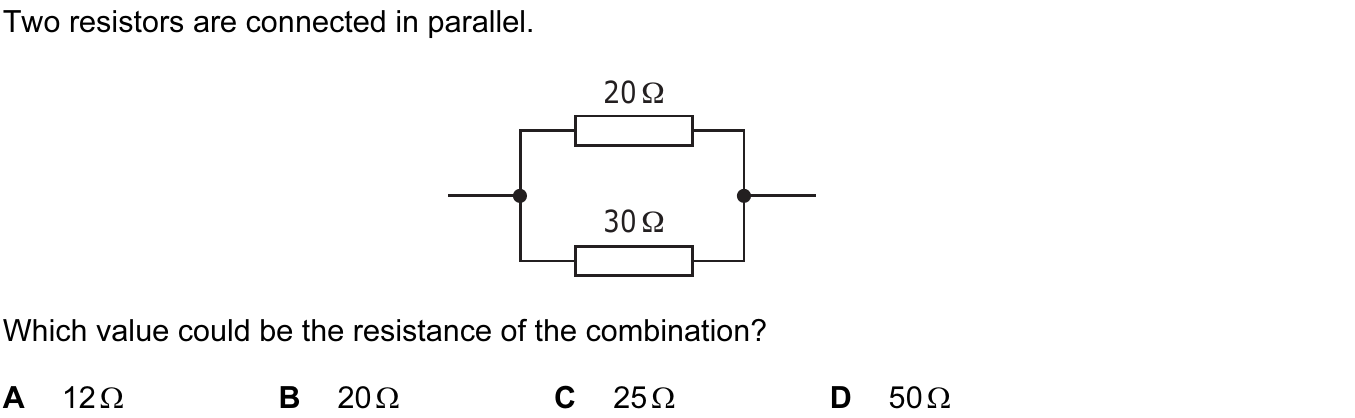 Two resistors are connected in parallel.
20 Ω
30 Ω
Which value could be the resistance of the combination?
A 12 Ω B 20 Ω C 25 Ω D 50 Ω